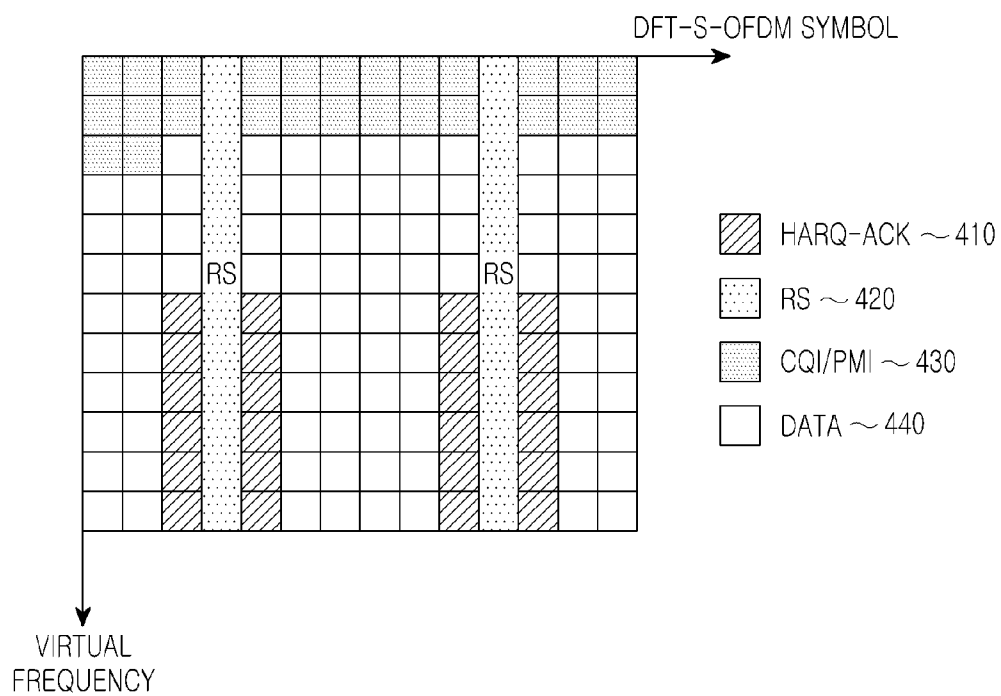 DFT-S-OFDM SYMBOL
RS
RS
HARQ-ACK ~ 410
RS ~ 420
CQI/PMI ~ 430
DATA ~ 440
VIRTUAL
FREQUENCY